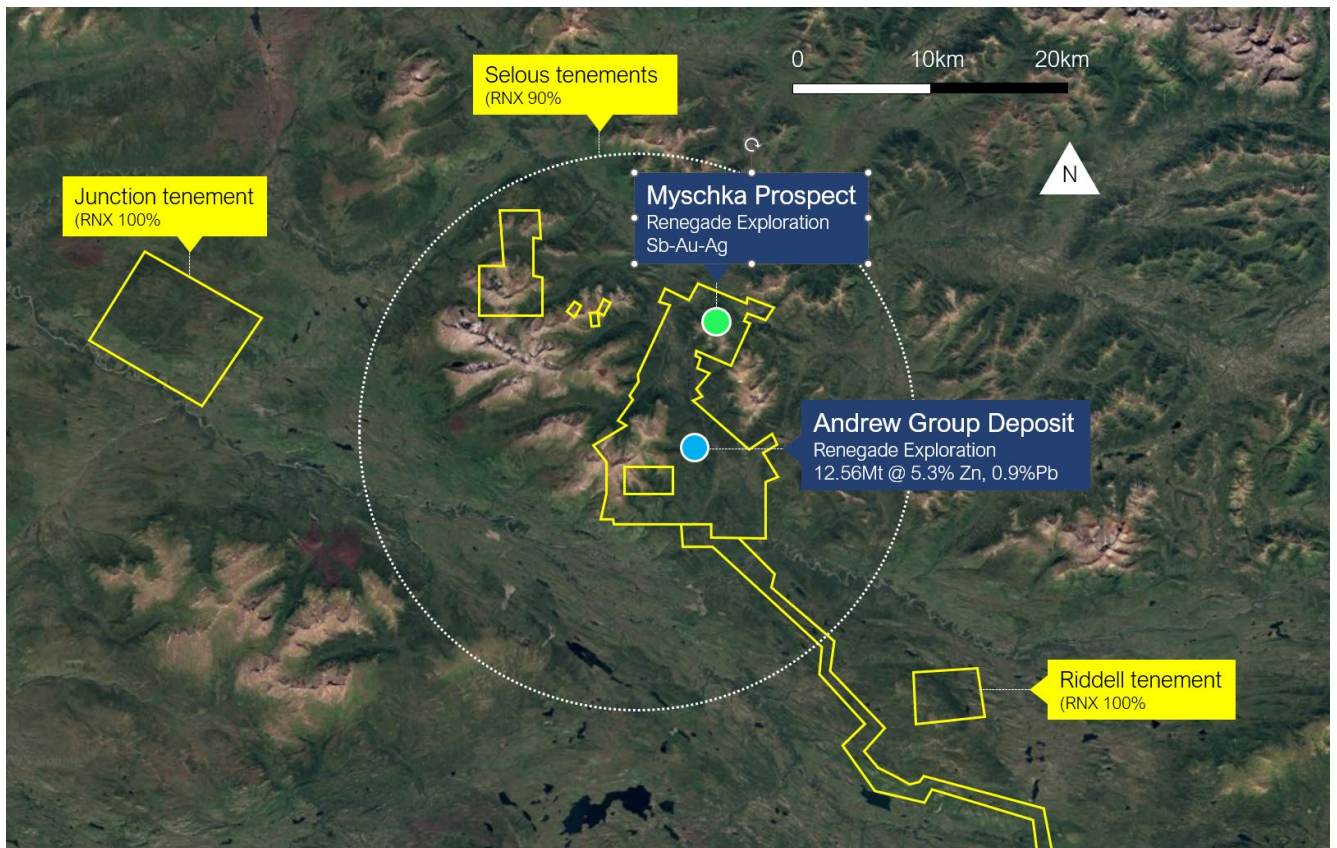 0 10km 20km
Selous tenements
(RNX 90%
N
Junction tenement
(RNX 100%
Myschka Prospect
Renegade Exploration
Sb-Au-Ag
Andrew Group Deposit
Renegade Exploration
12.56Mt @ 5.3% Zn, 0.9%Pb
Riddell tenement
(RNX 100%